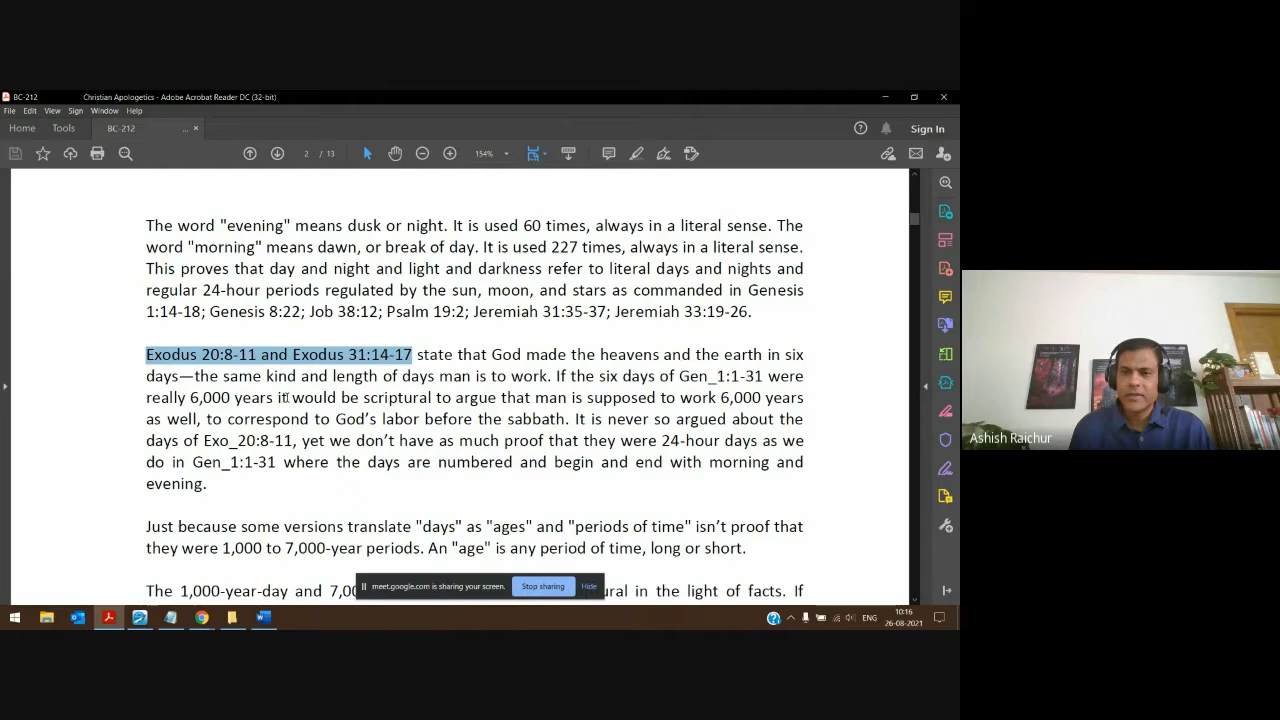 BC-212 Christian Apologetics - Adobe Acrobat Reader DC (32-bit)
File Edit View Sign Window Help
Home Tools BC-212 ... × Sign In
2 / 13 154%
The word "evening" means dusk or night. It is used 60 times, always in a literal sense. The
word "morning" means dawn, or break of day. It is used 227 times, always in a literal sense.
This proves that day and night and light and darkness refer to literal days and nights and
regular 24-hour periods regulated by the sun, moon, and stars as commanded in Genesis
1:14-18; Genesis 8:22; Job 38:12; Psalm 19:2; Jeremiah 31:35-37; Jeremiah 33:19-26.
Exodus 20:8-11 and Exodus 31:14-17 state that God made the heavens and the earth in six
days—the same kind and length of days man is to work. If the six days of Gen_1:1-31 were
really 6,000 years it would be scriptural to argue that man is supposed to work 6,000 years
as well, to correspond to God’s labor before the sabbath. It is never so argued about the
days of Exo_20:8-11, yet we don’t have as much proof that they were 24-hour days as we
do in Gen_1:1-31 where the days are numbered and begin and end with morning and
evening.
Just because some versions translate "days" as "ages" and "periods of time" isn’t proof that
they were 1,000 to 7,000-year periods. An "age" is any period of time, long or short.
The 1,000-year-day and 7,00 ural in the light of facts. If
meet.google.com is sharing your screen. Stop sharing Hide
Ashish Raichur
ENG 10:16
26-08-2021